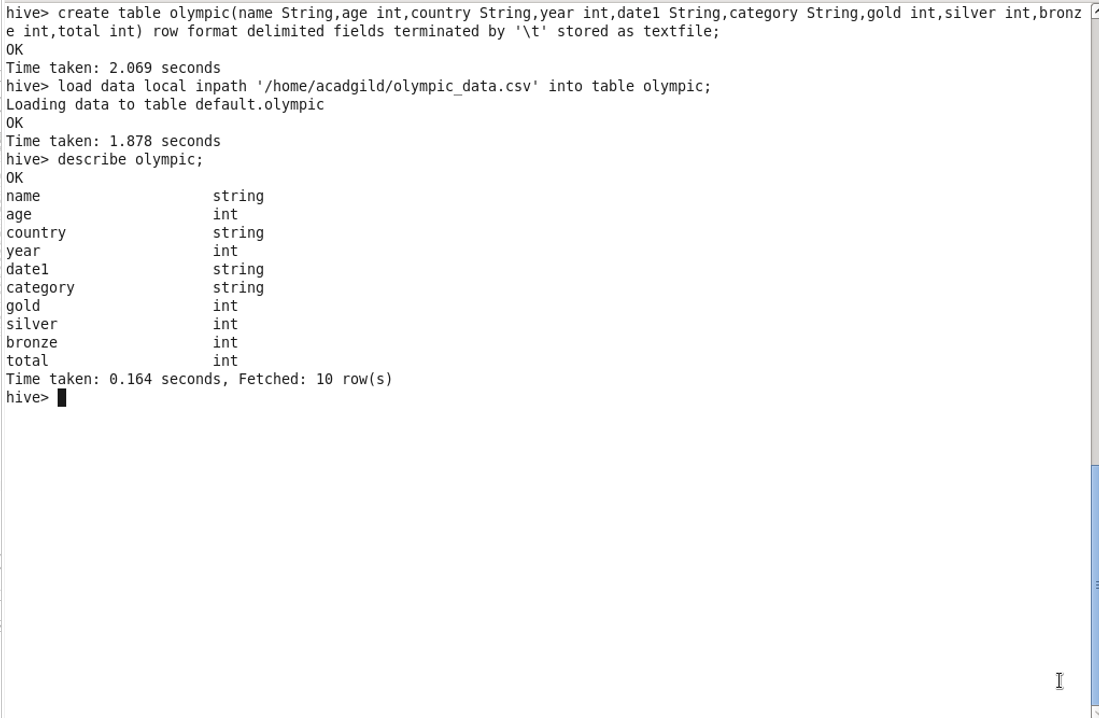 hive> create table olympic(name String,age int,country String,year int,date1 String,category String,gold int,silver int,bronz
e int,total int) row format delimited fields terminated by '\t' stored as textfile;
OK
Time taken: 2.069 seconds
hive> load data local inpath '/home/acadgild/olympic_data.csv' into table olympic;
Loading data to table default.olympic
OK
Time taken: 1.878 seconds
hive> describe olympic;
OK
name                    string
age                     int
country                 string
year                    int
date1                   string
category                string
gold                    int
silver                  int
bronze                  int
total                   int
Time taken: 0.164 seconds, Fetched: 10 row(s)
hive>